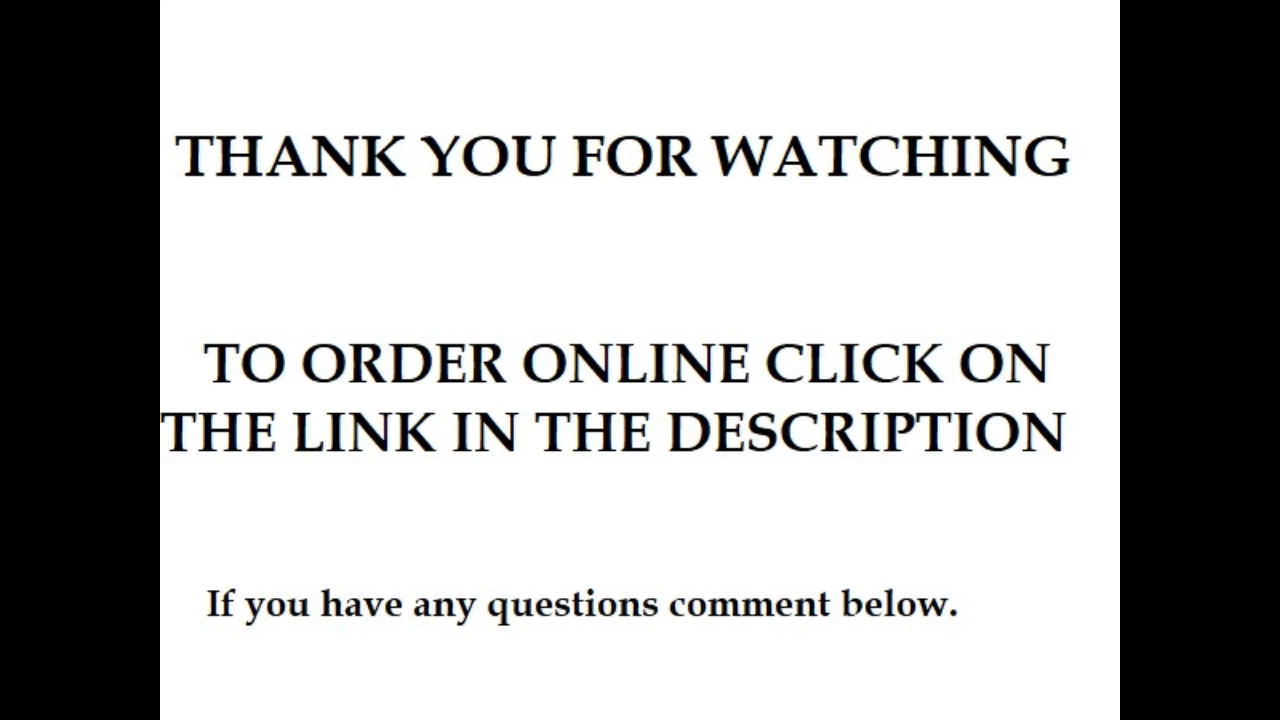 THANK YOU FOR WATCHING
TO ORDER ONLINE CLICK ON
THE LINK IN THE DESCRIPTION
If you have any questions comment below.